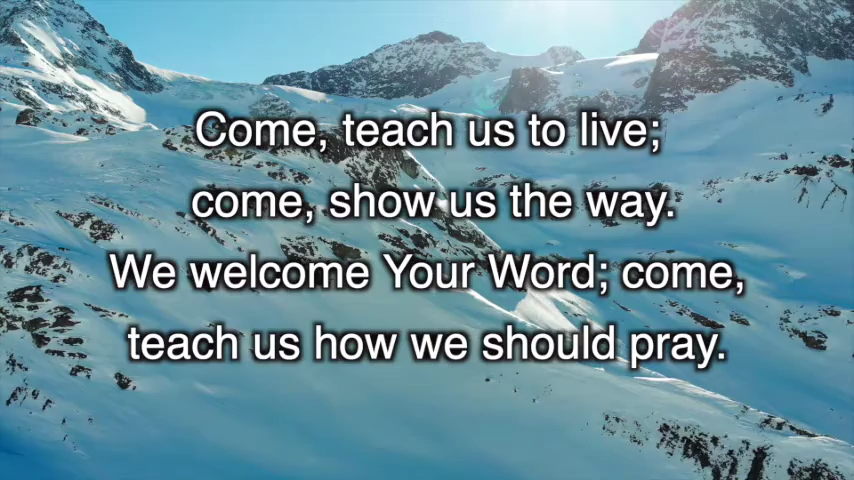 Come, teach us to live;
come, show us the way.
We welcome Your Word; come,
teach us how we should pray.